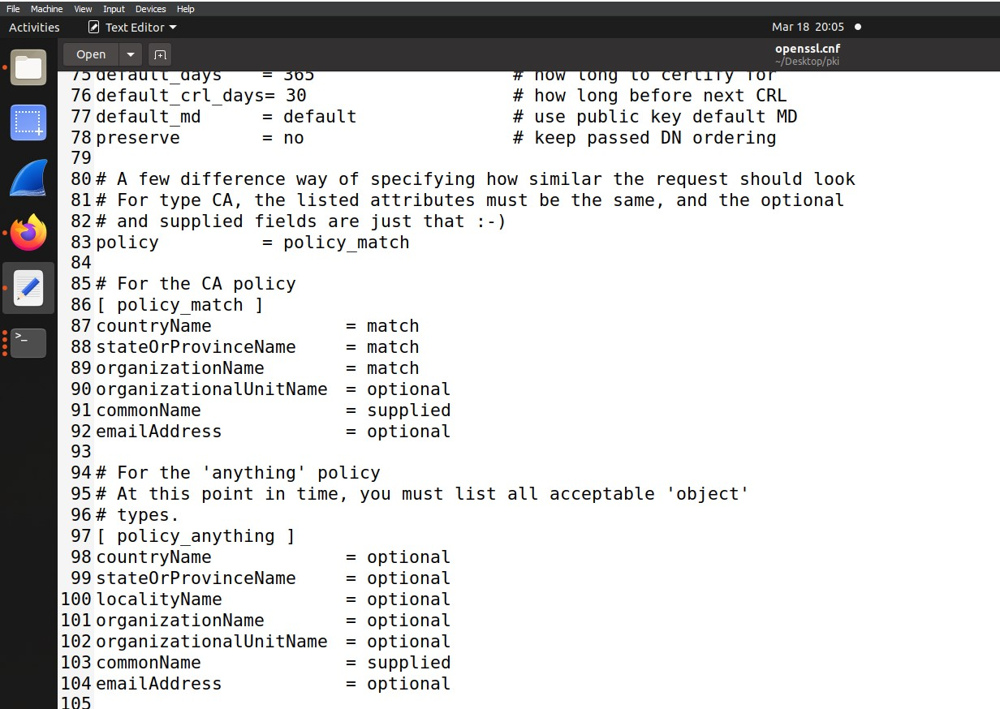 File Machine View Input Devices Help
Activities Text Editor Mar 18 20:05
Open openssl.cnf
~/Desktop/pki
75 default_days = 365 # how long to certify for
76 default_crl_days= 30 # how long before next CRL
77 default_md = default # use public key default MD
78 preserve = no # keep passed DN ordering
79
80 # A few difference way of specifying how similar the request should look
81 # For type CA, the listed attributes must be the same, and the optional
82 # and supplied fields are just that :-)
83 policy = policy_match
84
85 # For the CA policy
86 [ policy_match ]
87 countryName = match
88 stateOrProvinceName = match
89 organizationName = match
90 organizationalUnitName = optional
91 commonName = supplied
92 emailAddress = optional
93
94 # For the 'anything' policy
95 # At this point in time, you must list all acceptable 'object'
96 # types.
97 [ policy_anything ]
98 countryName = optional
99 stateOrProvinceName = optional
100 localityName = optional
101 organizationName = optional
102 organizationalUnitName = optional
103 commonName = supplied
104 emailAddress = optional
105